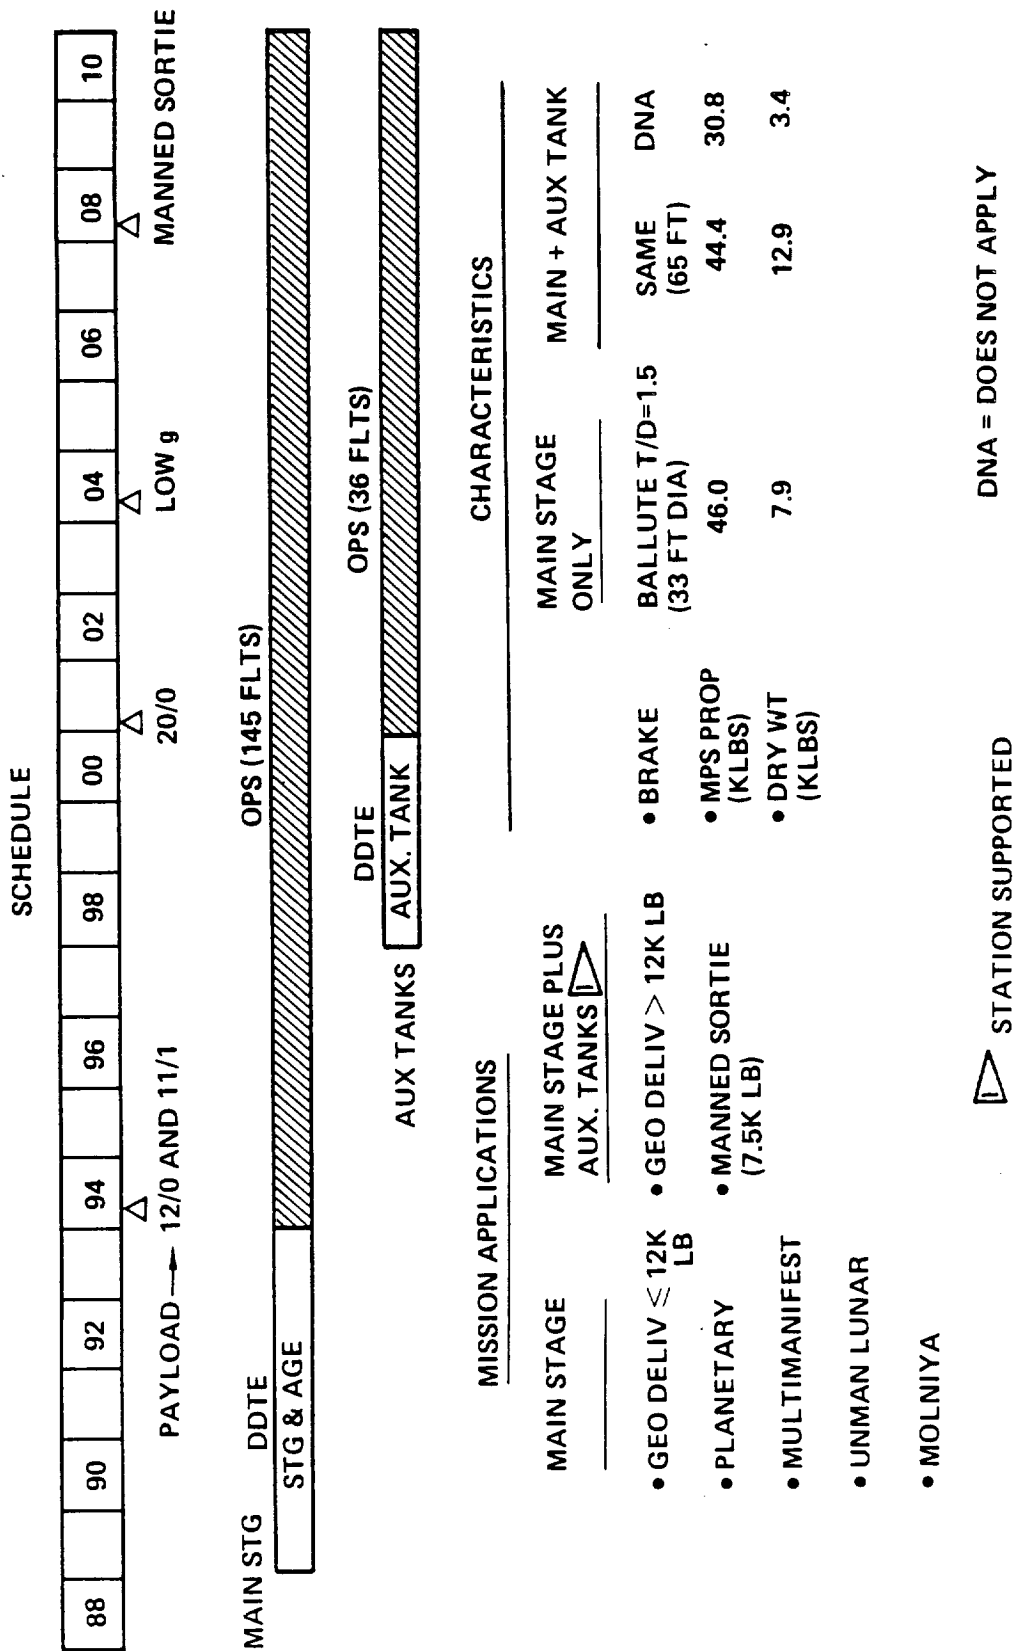 SCHEDULE
88 90 92 94 96 98 00 02 04 06 08 10
PAYLOAD → 12/0 AND 11/1
20/0
LOW g
MANNED SORTIE
MAIN STG
DDTE
STG & AGE
OPS (145 FLTS)
AUX TANKS
DDTE
AUX. TANK
OPS (36 FLTS)
MISSION APPLICATIONS
MAIN STAGE
• GEO DELIV ≤ 12K
LB
• PLANETARY
• MULTIMANIFEST
• UNMAN LUNAR
• MOLNIYA
MAIN STAGE PLUS
AUX. TANKS 1
• GEO DELIV > 12K LB
• MANNED SORTIE
(7.5K LB)
CHARACTERISTICS
MAIN STAGE
ONLY
MAIN + AUX TANK
• BRAKE
BALLUTE T/D=1.5
(33 FT DIA)
SAME
(65 FT)
DNA
• MPS PROP
(KLBS)
46.0 44.4 30.8
• DRY WT
(KLBS)
7.9 12.9 3.4
1 STATION SUPPORTED
DNA = DOES NOT APPLY